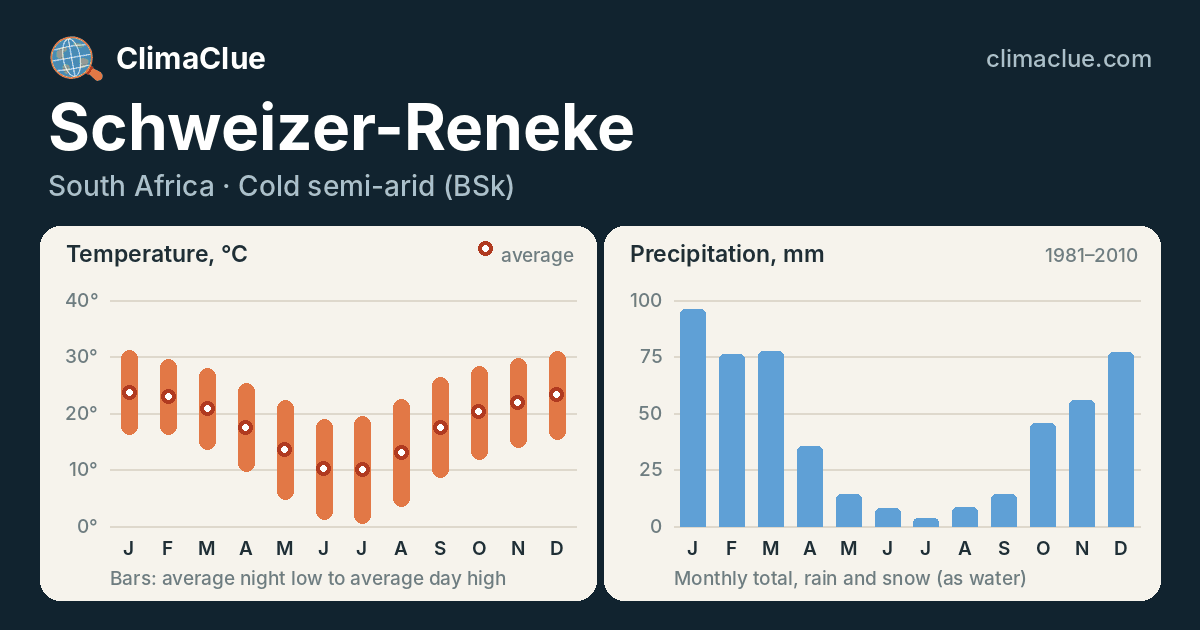 ClimaClue
climaclue.com
Schweizer-Reneke
South Africa · Cold semi-arid (BSk)
Temperature, °C
average
40°
30°
20°
10°
0°
J F M A M J J A S O N D
Bars: average night low to average day high
Precipitation, mm
1981–2010
100
75
50
25
0
J F M A M J J A S O N D
Monthly total, rain and snow (as water)